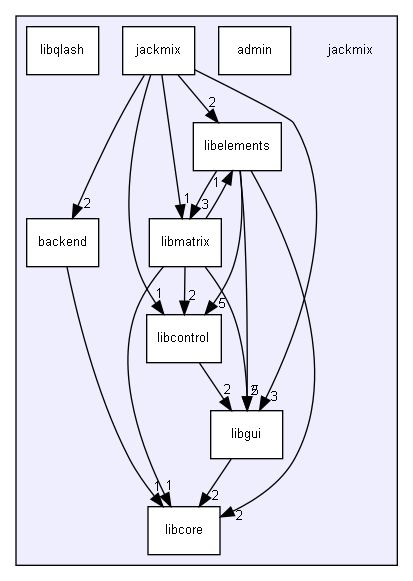 libqlash
jackmix
admin
jackmix
2
libelements
1
3
2
1
backend
libmatrix
1
2
5
libcontrol
2
3
libgui
1
1
2
2
libcore